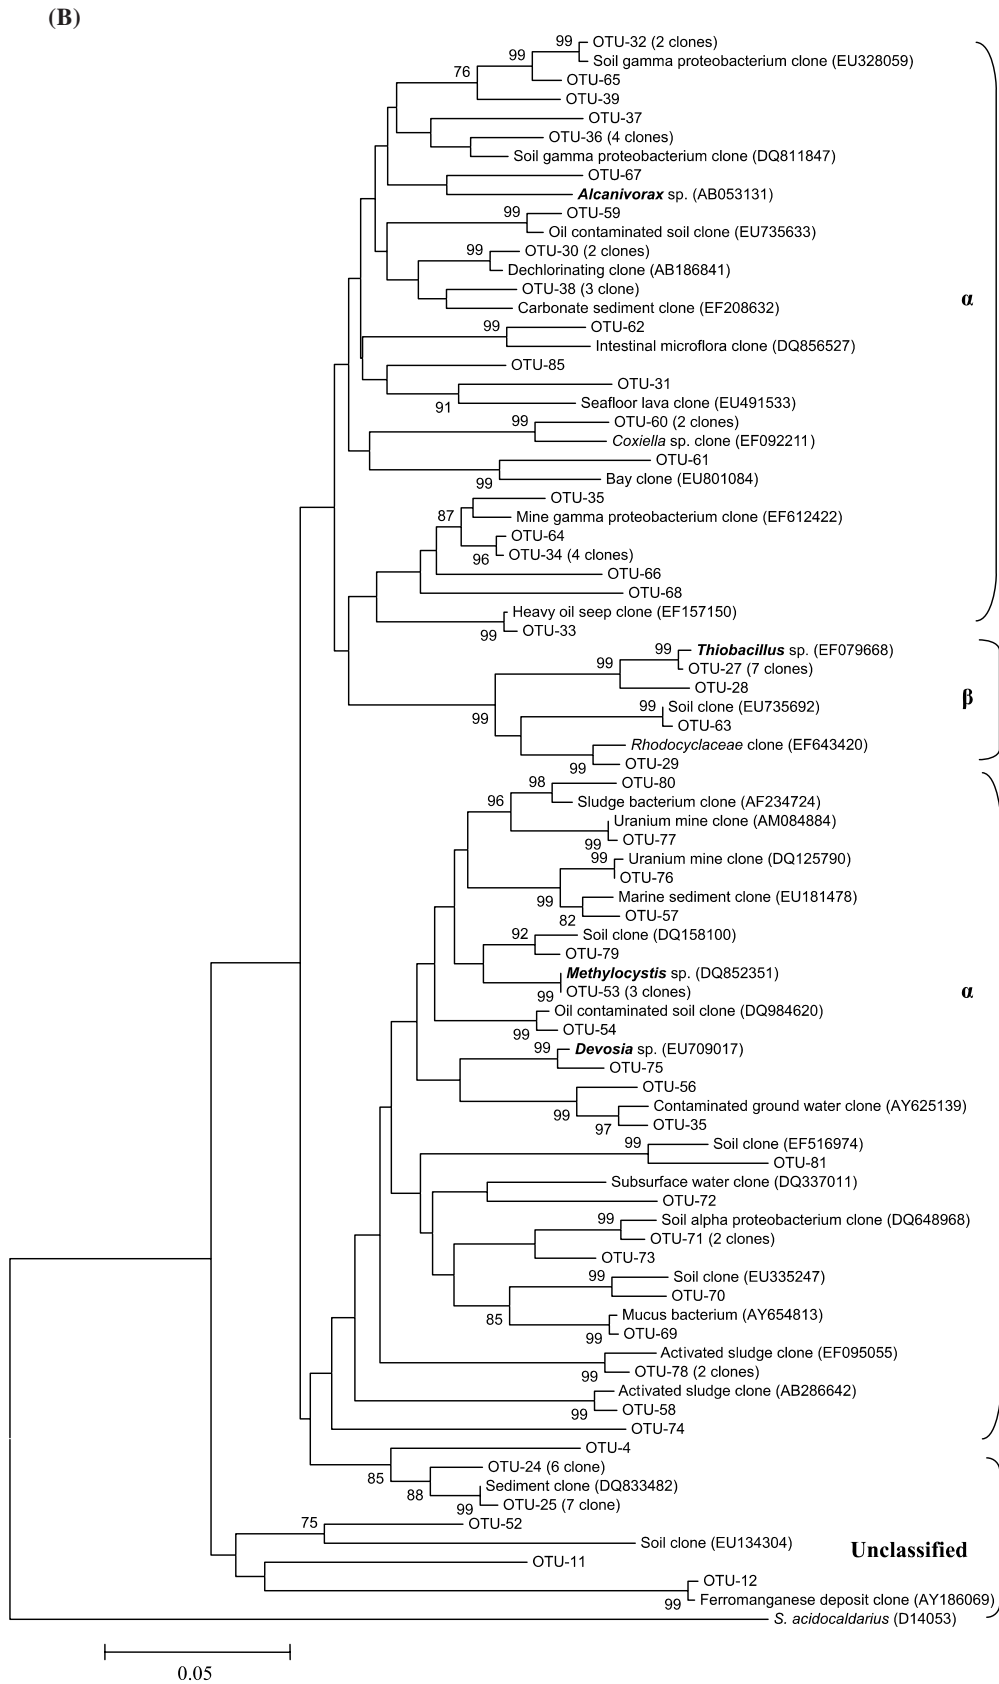 (B)
99 OTU-32 (2 clones)
99 Soil gamma proteobacterium clone (EU328059)
76 OTU-65
OTU-39
OTU-37
OTU-36 (4 clones)
Soil gamma proteobacterium clone (DQ811847)
OTU-67
Alcanivorax sp. (AB053131)
99 OTU-59
Oil contaminated soil clone (EU735633)
99 OTU-30 (2 clones)
Dechlorinating clone (AB186841)
OTU-38 (3 clone)
α
Carbonate sediment clone (EF208632)
99 OTU-62
Intestinal microflora clone (DQ856527)
OTU-85
OTU-31
91 Seafloor lava clone (EU491533)
99 OTU-60 (2 clones)
Coxiella sp. clone (EF092211)
OTU-61
99 Bay clone (EU801084)
OTU-35
87 Mine gamma proteobacterium clone (EF612422)
OTU-64
96 OTU-34 (4 clones)
OTU-66
OTU-68
Heavy oil seep clone (EF157150)
99 OTU-33
99 Thiobacillus sp. (EF079668)
99 OTU-27 (7 clones)
OTU-28
β
99 99 Soil clone (EU735692)
OTU-63
Rhodocyclaceae clone (EF643420)
99 OTU-29
98 OTU-80
96 Sludge bacterium clone (AF234724)
Uranium mine clone (AM084884)
99 OTU-77
99 Uranium mine clone (DQ125790)
OTU-76
99 Marine sediment clone (EU181478)
82 OTU-57
92 Soil clone (DQ158100)
OTU-79
Methylocystis sp. (DQ852351)
α
99 OTU-53 (3 clones)
Oil contaminated soil clone (DQ984620)
99 OTU-54
99 Devosia sp. (EU709017)
OTU-75
OTU-56
99 Contaminated ground water clone (AY625139)
97 OTU-35
99 Soil clone (EF516974)
OTU-81
Subsurface water clone (DQ337011)
OTU-72
99 Soil alpha proteobacterium clone (DQ648968)
OTU-71 (2 clones)
OTU-73
99 Soil clone (EU335247)
OTU-70
85 Mucus bacterium (AY654813)
99 OTU-69
Activated sludge clone (EF095055)
99 OTU-78 (2 clones)
Activated sludge clone (AB286642)
99 OTU-58
OTU-74
OTU-4
85 OTU-24 (6 clone)
88 Sediment clone (DQ833482)
99 OTU-25 (7 clone)
75 OTU-52
Soil clone (EU134304)
Unclassified
OTU-11
OTU-12
99 Ferromanganese deposit clone (AY186069)
S. acidocaldarius (D14053)
0.05